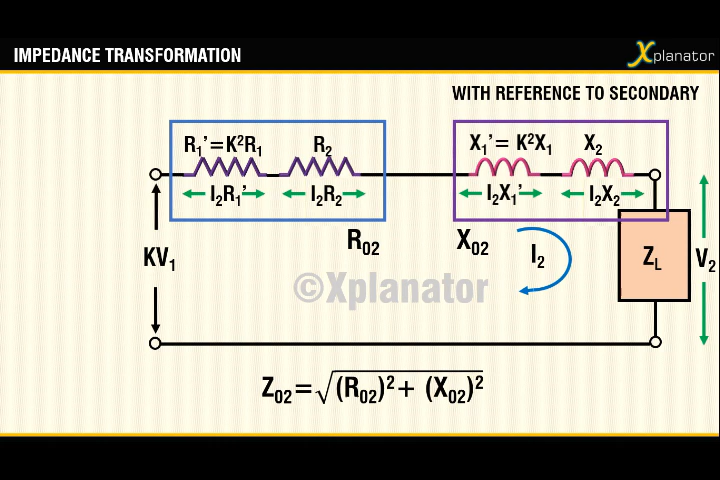 IMPEDANCE TRANSFORMATION
Xplanator
WITH REFERENCE TO SECONDARY
R₁'=K²R₁
R₂
X₁'= K²X₁
X₂
I₂R₁'
I₂R₂
I₂X₁'
I₂X₂
R₀₂
X₀₂
I₂
KV₁
Z_L
V₂
©Xplanator
Z₀₂=√(R₀₂)²+ (X₀₂)²